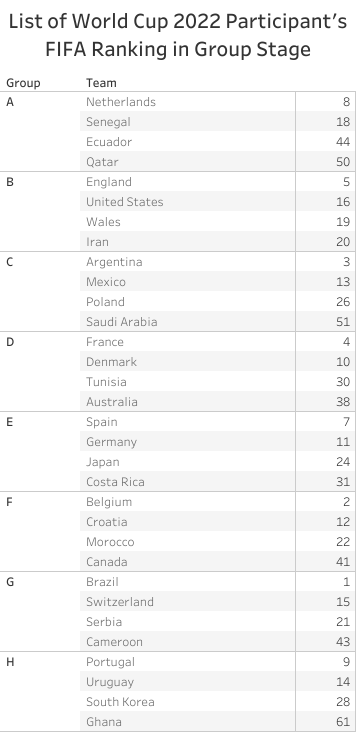 List of World Cup 2022 Participant's
FIFA Ranking in Group Stage
Group Team
A Netherlands 8
Senegal 18
Ecuador 44
Qatar 50
B England 5
United States 16
Wales 19
Iran 20
C Argentina 3
Mexico 13
Poland 26
Saudi Arabia 51
D France 4
Denmark 10
Tunisia 30
Australia 38
E Spain 7
Germany 11
Japan 24
Costa Rica 31
F Belgium 2
Croatia 12
Morocco 22
Canada 41
G Brazil 1
Switzerland 15
Serbia 21
Cameroon 43
H Portugal 9
Uruguay 14
South Korea 28
Ghana 61